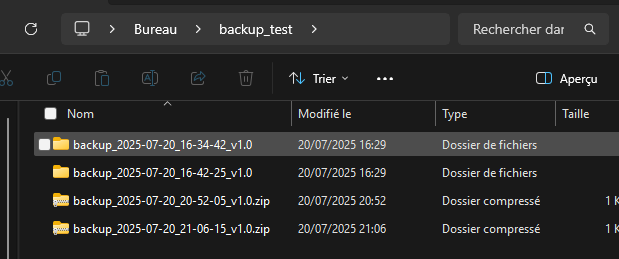 Bureau backup_test Rechercher dan
Trier Aperçu
Nom Modifié le Type Taille
backup_2025-07-20_16-34-42_v1.0 20/07/2025 16:29 Dossier de fichiers
backup_2025-07-20_16-42-25_v1.0 20/07/2025 16:29 Dossier de fichiers
backup_2025-07-20_20-52-05_v1.0.zip 20/07/2025 20:52 Dossier compressé 1 K
backup_2025-07-20_21-06-15_v1.0.zip 20/07/2025 21:06 Dossier compressé 1 K